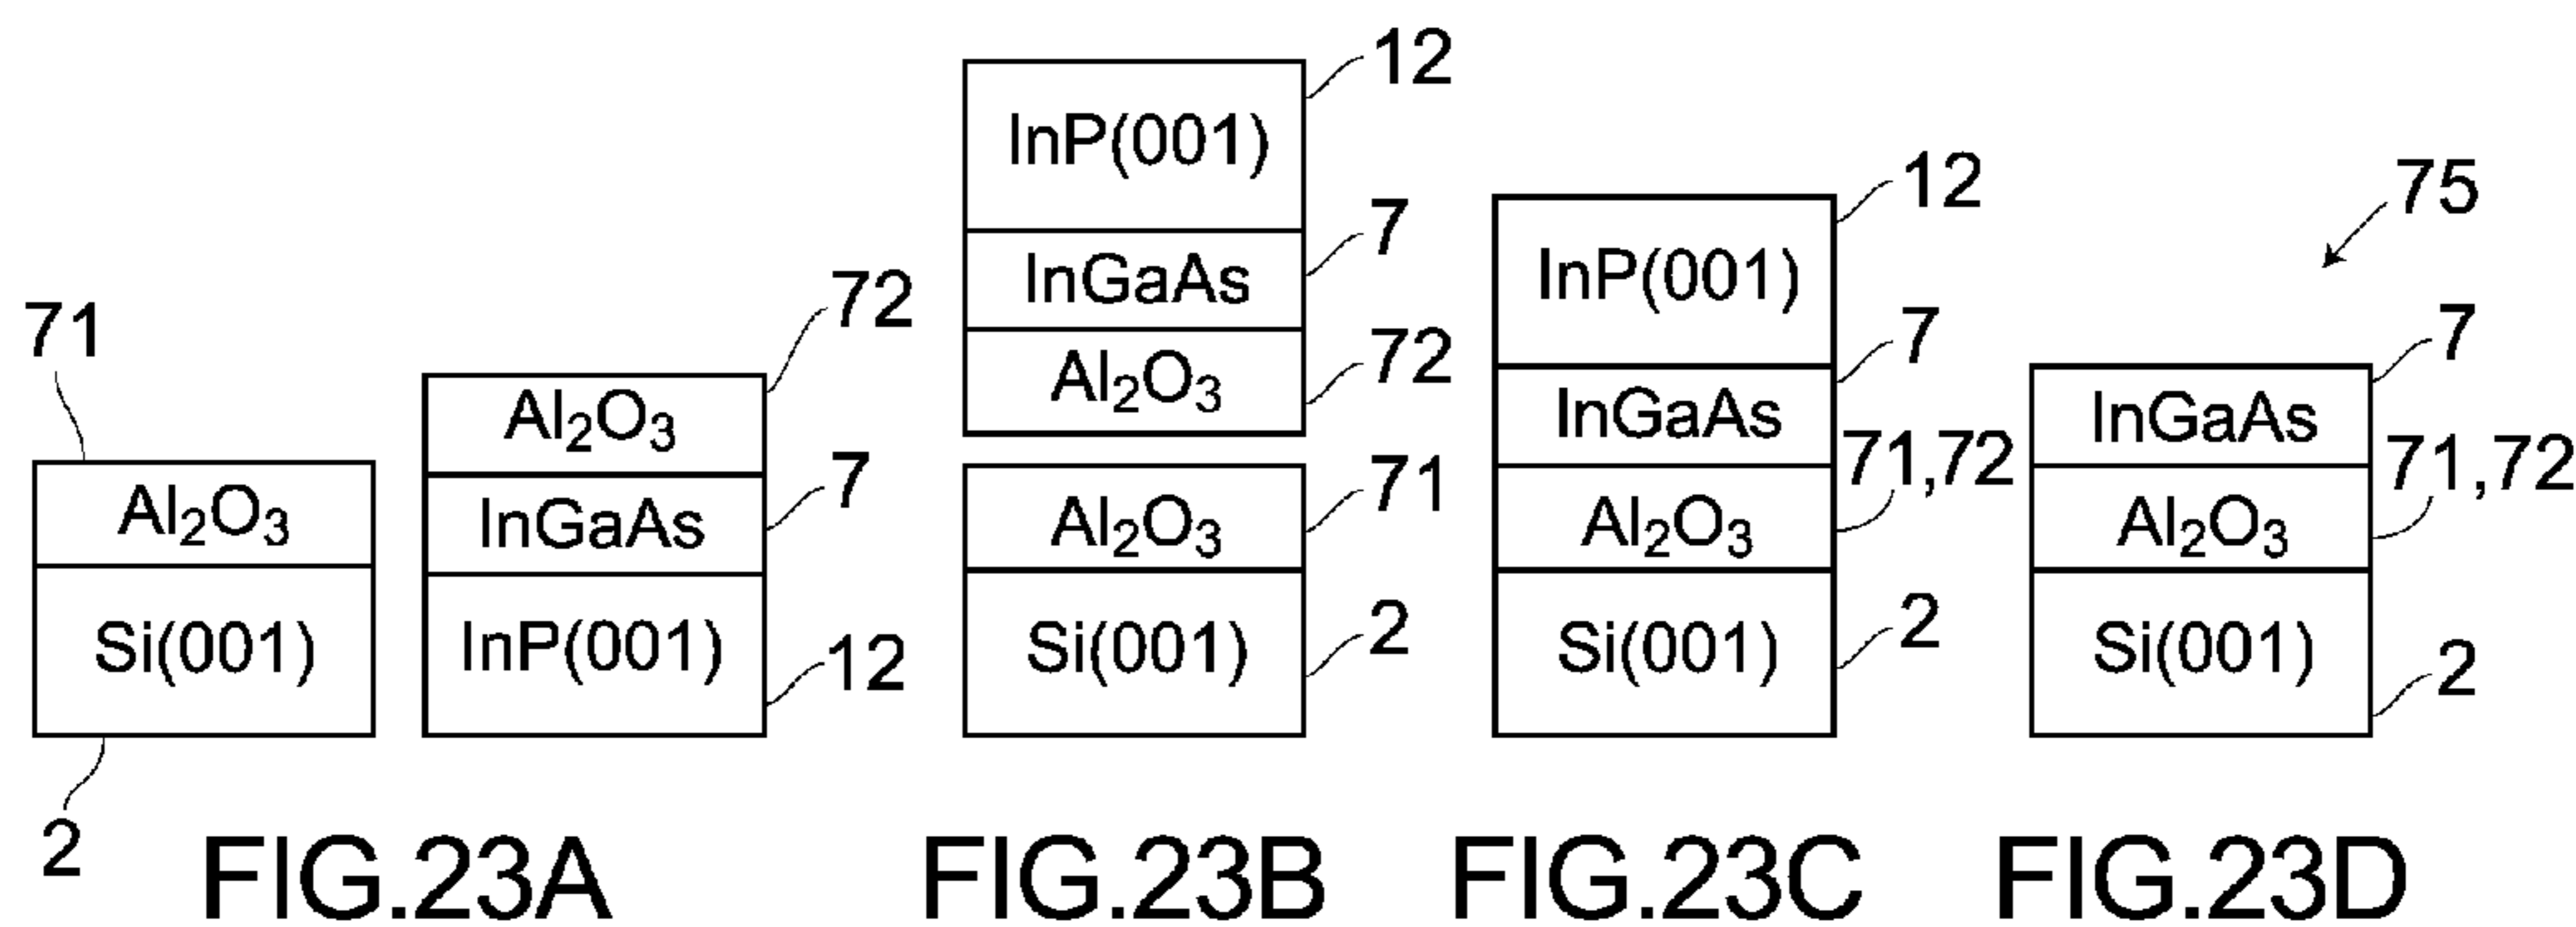 71
Al₂O₃
Si(001)
2
72
Al₂O₃
7
InGaAs
InP(001)
12
FIG.23A
12
InP(001)
7
InGaAs
72
Al₂O₃
71
Al₂O₃
2
Si(001)
FIG.23B
12
InP(001)
7
InGaAs
71,72
Al₂O₃
2
Si(001)
FIG.23C
75
7
InGaAs
71,72
Al₂O₃
Si(001)
2
FIG.23D